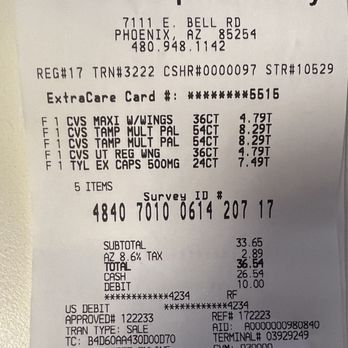 7111 E. BELL RD
PHOENIX, AZ 85254
480.948.1142
REG#17 TRN#3222 CSHR#0000097 STR#10529
ExtraCare Card #: ********5515
F 1 CVS MAXI W/WINGS 36CT 4.79T
F 1 CVS TAMP MULT PAL 54CT 8.29T
F 1 CVS TAMP MULT PAL 54CT 8.29T
F 1 CVS UT REG WNG 36CT 4.79T
F 1 TYL EX CAPS 500MG 24CT 7.49T
5 ITEMS
Survey ID #
4840 7010 0614 207 17
SUBTOTAL 33.65
AZ 8.6% TAX 2.89
TOTAL 36.54
CASH 26.54
DEBIT 10.00
************4234 RF
US DEBIT ************4234
APPROVED# 122233 REF# 172223
TRAN TYPE: SALE AID: A0000000980840
TC: B4D60AA430D00D70 TERMINAL# 03929249